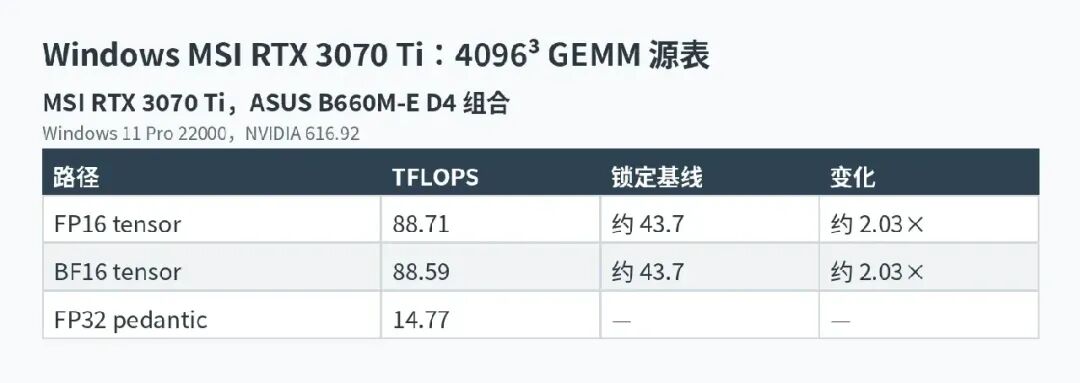 Windows MSI RTX 3070 Ti：4096³ GEMM 源表
MSI RTX 3070 Ti，ASUS B660M-E D4 组合
Windows 11 Pro 22000，NVIDIA 616.92
路径 TFLOPS 锁定基线 变化
FP16 tensor 88.71 约 43.7 约 2.03×
BF16 tensor 88.59 约 43.7 约 2.03×
FP32 pedantic 14.77 — —